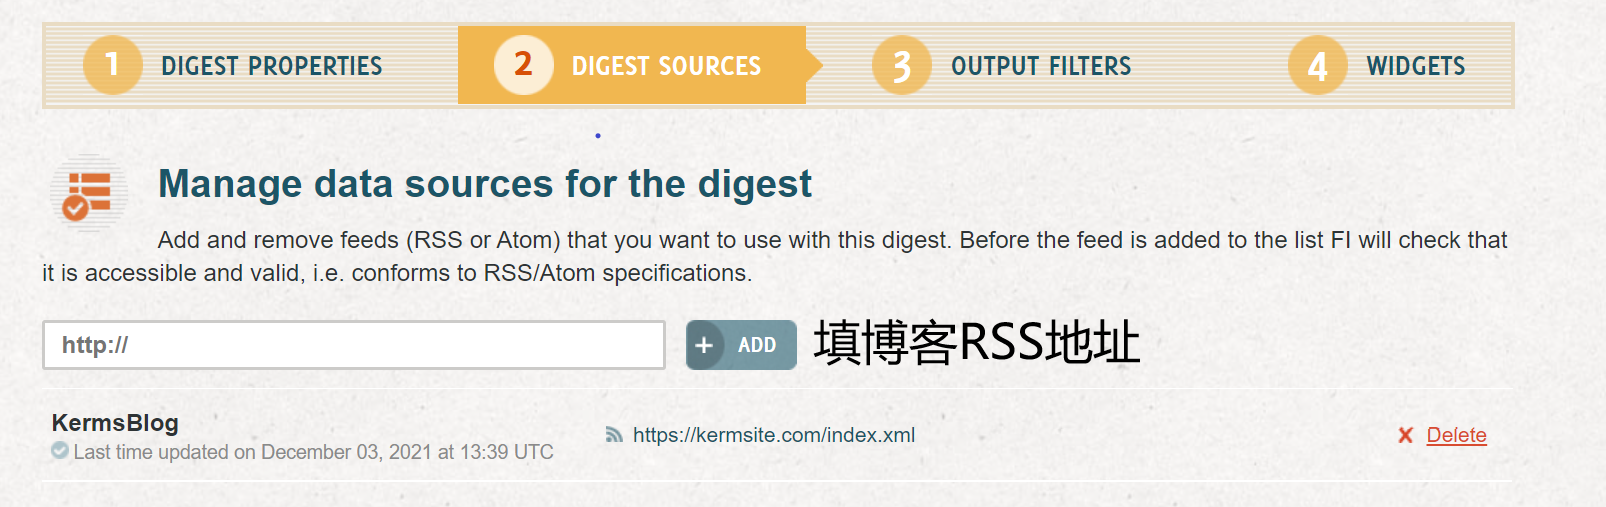 1 DIGEST PROPERTIES 2 DIGEST SOURCES 3 OUTPUT FILTERS 4 WIDGETS
Manage data sources for the digest
Add and remove feeds (RSS or Atom) that you want to use with this digest. Before the feed is added to the list FI will check that
it is accessible and valid, i.e. conforms to RSS/Atom specifications.
http:// + ADD 填博客RSS地址
KermsBlog
https://kermsite.com/index.xml Delete
Last time updated on December 03, 2021 at 13:39 UTC